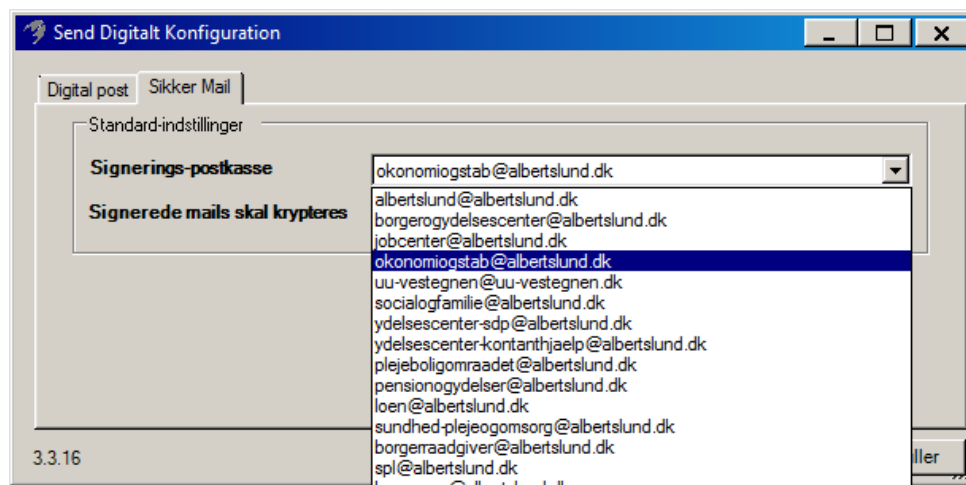 Send Digitalt Konfiguration
Digital post Sikker Mail
Standard-indstillinger
Signerings-postkasse okonomiogstab@albertslund.dk
Signerede mails skal krypteres
albertslund@albertslund.dk
borgerogydelsescenter@albertslund.dk
jobcenter@albertslund.dk
okonomiogstab@albertslund.dk
uu-vestegnen@uu-vestegnen.dk
socialogfamilie@albertslund.dk
ydelsescenter-sdp@albertslund.dk
ydelsescenter-kontanthjaelp@albertslund.dk
plejeboligomraadet@albertslund.dk
pensionogydelser@albertslund.dk
loen@albertslund.dk
sundhed-plejeogomsorg@albertslund.dk
borgerraadgiver@albertslund.dk
spl@albertslund.dk
3.3.16 ller